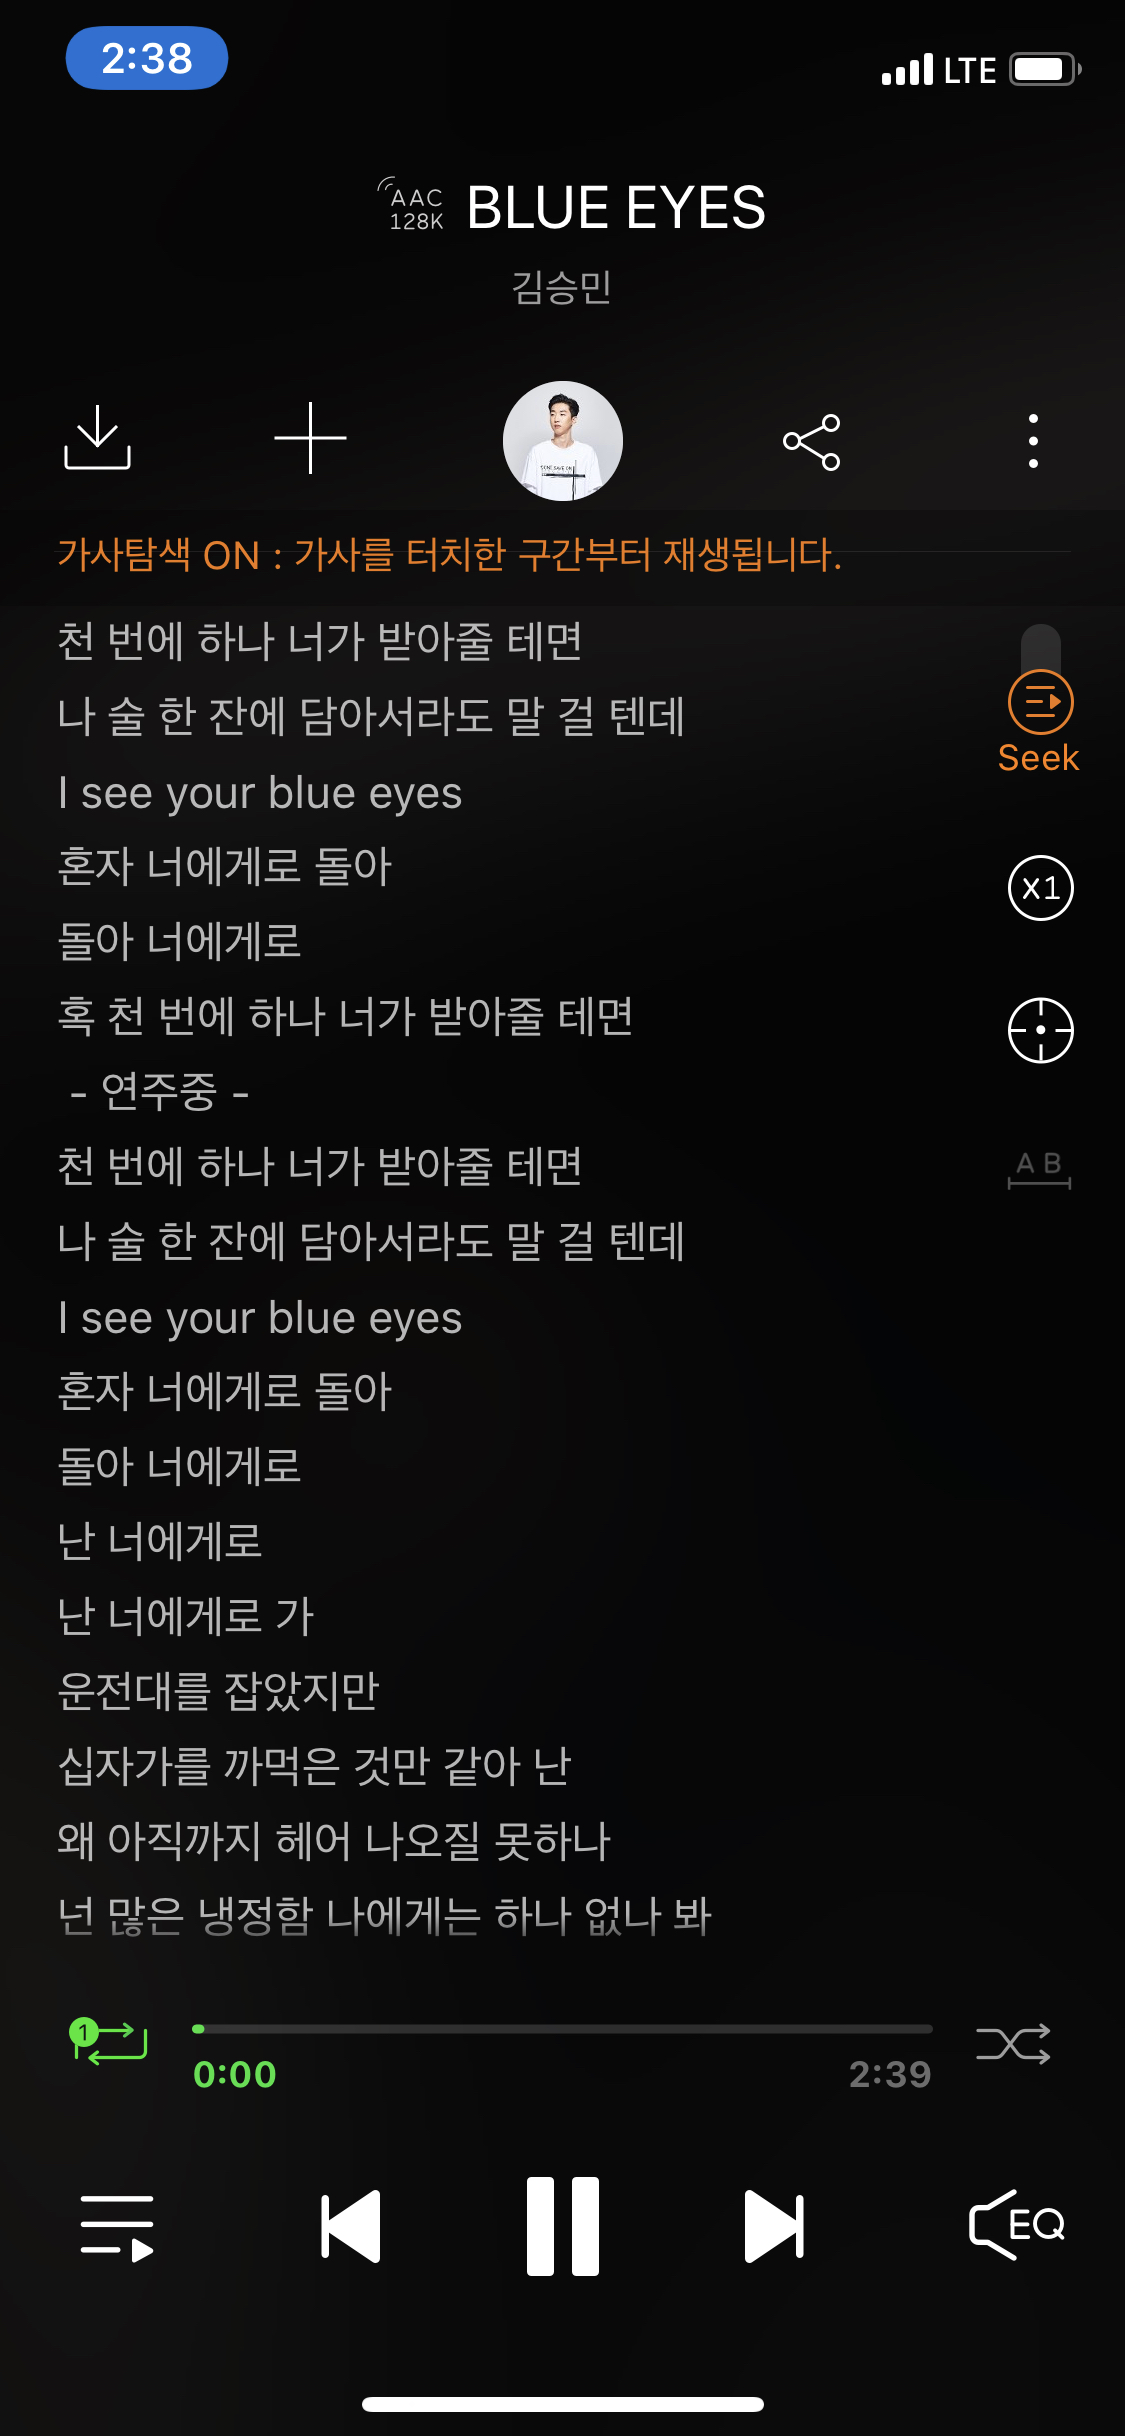 2:38
LTE
AAC
128K
BLUE EYES
김승민
가사탐색 ON : 가사를 터치한 구간부터 재생됩니다.
천 번에 하나 너가 받아줄 테면
나 술 한 잔에 담아서라도 말 걸 텐데
Seek
I see your blue eyes
혼자 너에게로 돌아
x1
돌아 너에게로
혹 천 번에 하나 너가 받아줄 테면
- 연주중 -
천 번에 하나 너가 받아줄 테면
A B
나 술 한 잔에 담아서라도 말 걸 텐데
I see your blue eyes
혼자 너에게로 돌아
돌아 너에게로
난 너에게로
난 너에게로 가
운전대를 잡았지만
십자가를 까먹은 것만 같아 난
왜 아직까지 헤어 나오질 못하나
넌 많은 냉정함 나에게는 하나 없나 봐
1
0:00
2:39
EQ